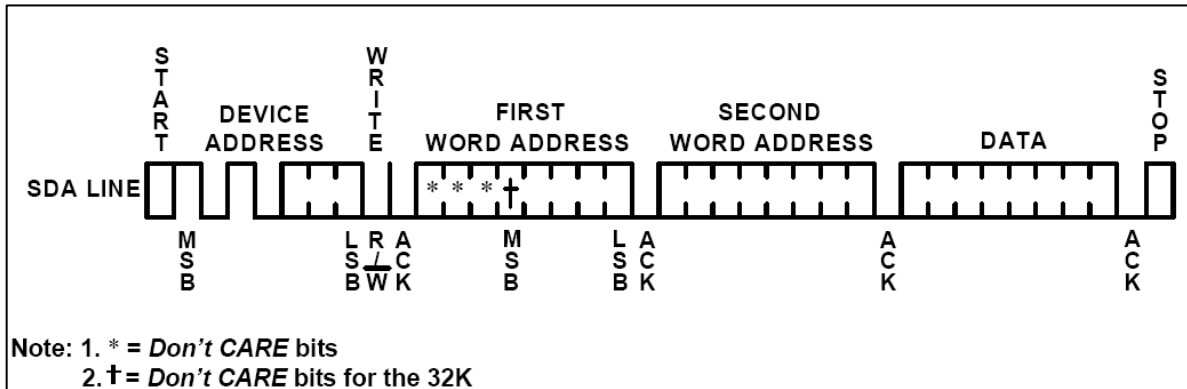 START
WRITE
STOP
DEVICE
ADDRESS
FIRST
WORD ADDRESS
SECOND
WORD ADDRESS
DATA
SDA LINE
* * * †
MSB
LSB
R/W
ACK
MSB
LSB
ACK
ACK
ACK
Note: 1. * = Don't CARE bits
2. † = Don't CARE bits for the 32K